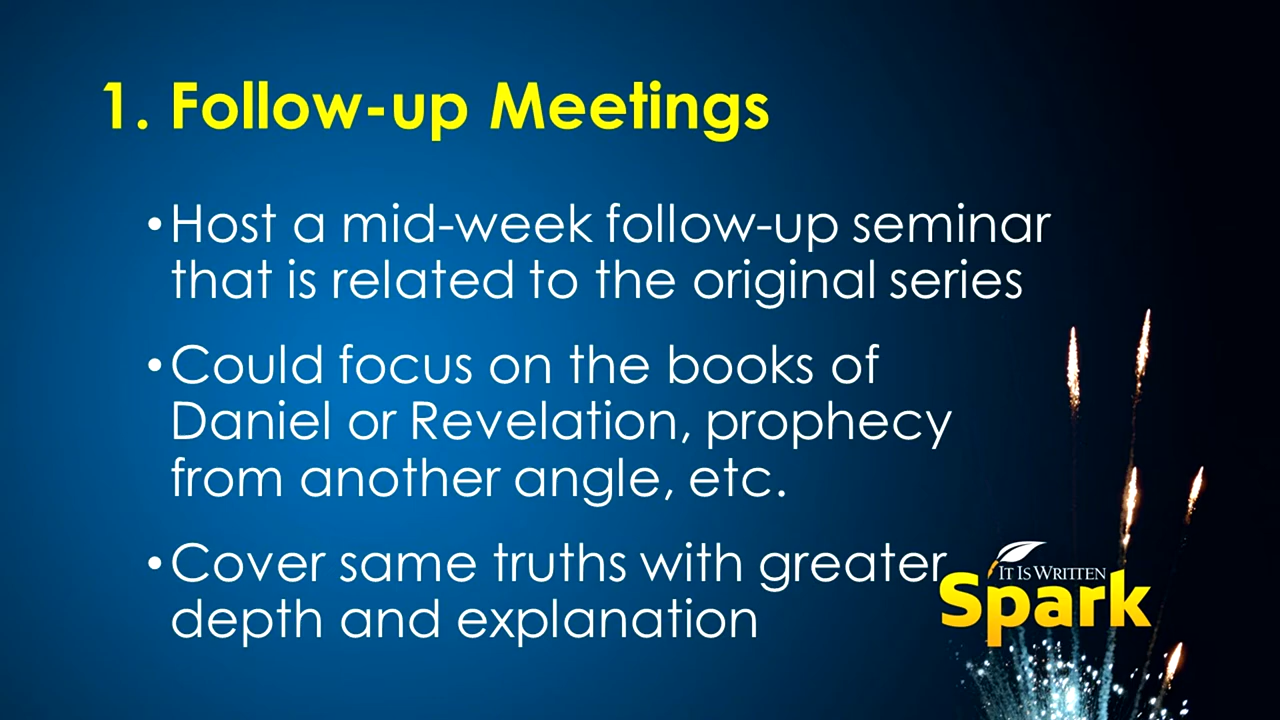 1. Follow-up Meetings
•Host a mid-week follow-up seminar
that is related to the original series
•Could focus on the books of
Daniel or Revelation, prophecy
from another angle, etc.
•Cover same truths with greater
depth and explanation
IT IS WRITTEN
Spark